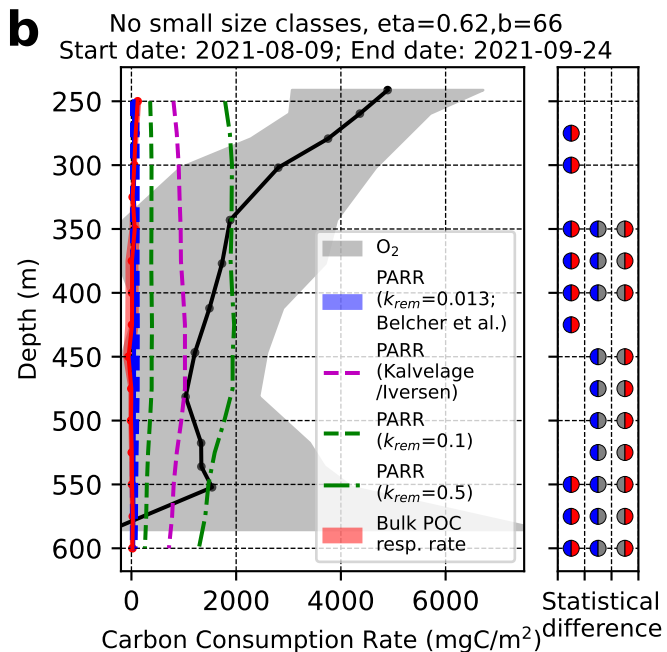 b
No small size classes, eta=0.62,b=66
Start date: 2021-08-09; End date: 2021-09-24
250
300
350
400
450
500
550
600
Depth (m)
O₂
PARR
(k_rem=0.013;
Belcher et al.)
PARR
(Kalvelage
/Iversen)
PARR
(k_rem=0.1)
PARR
(k_rem=0.5)
Bulk POC
resp. rate
0 2000 4000 6000
Carbon Consumption Rate (mgC/m²)
Statistical
difference